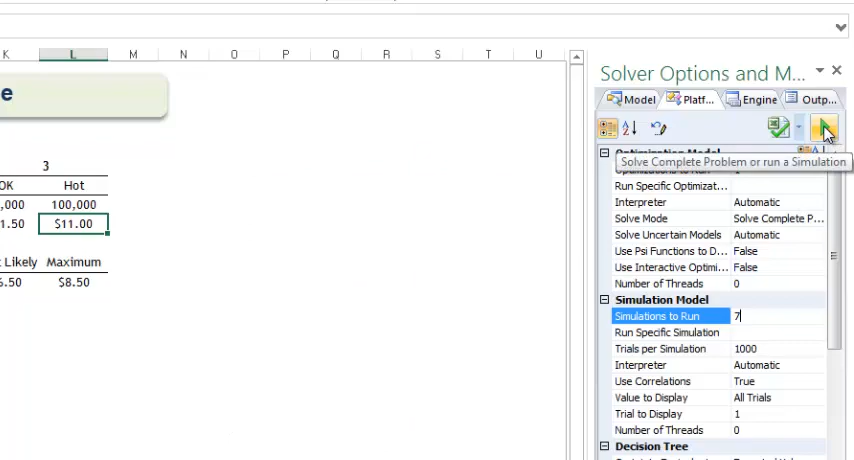 K L M N O P Q R S T U
e
3
OK Hot
,000 100,000
1.50 $11.00
Likely Maximum
6.50 $8.50
Solver Options and M...
Model Platf... Engine Outp...
Solve Complete Problem or run a Simulation
Run Specific Optimizat...
Interpreter Automatic
Solve Mode Solve Complete P...
Solve Uncertain Models Automatic
Use Psi Functions to D... False
Use Interactive Optimi... False
Number of Threads 0
Simulation Model
Simulations to Run 7
Run Specific Simulation
Trials per Simulation 1000
Interpreter Automatic
Use Correlations True
Value to Display All Trials
Trial to Display 1
Number of Threads 0
Decision Tree